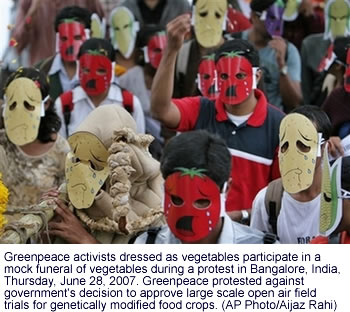 Greenpeace activists dressed as vegetables participate in a
mock funeral of vegetables during a protest in Bangalore, India,
Thursday, June 28, 2007. Greenpeace protested against
government's decision to approve large scale open air field
trials for genetically modified food crops. (AP Photo/Aijaz Rahi)